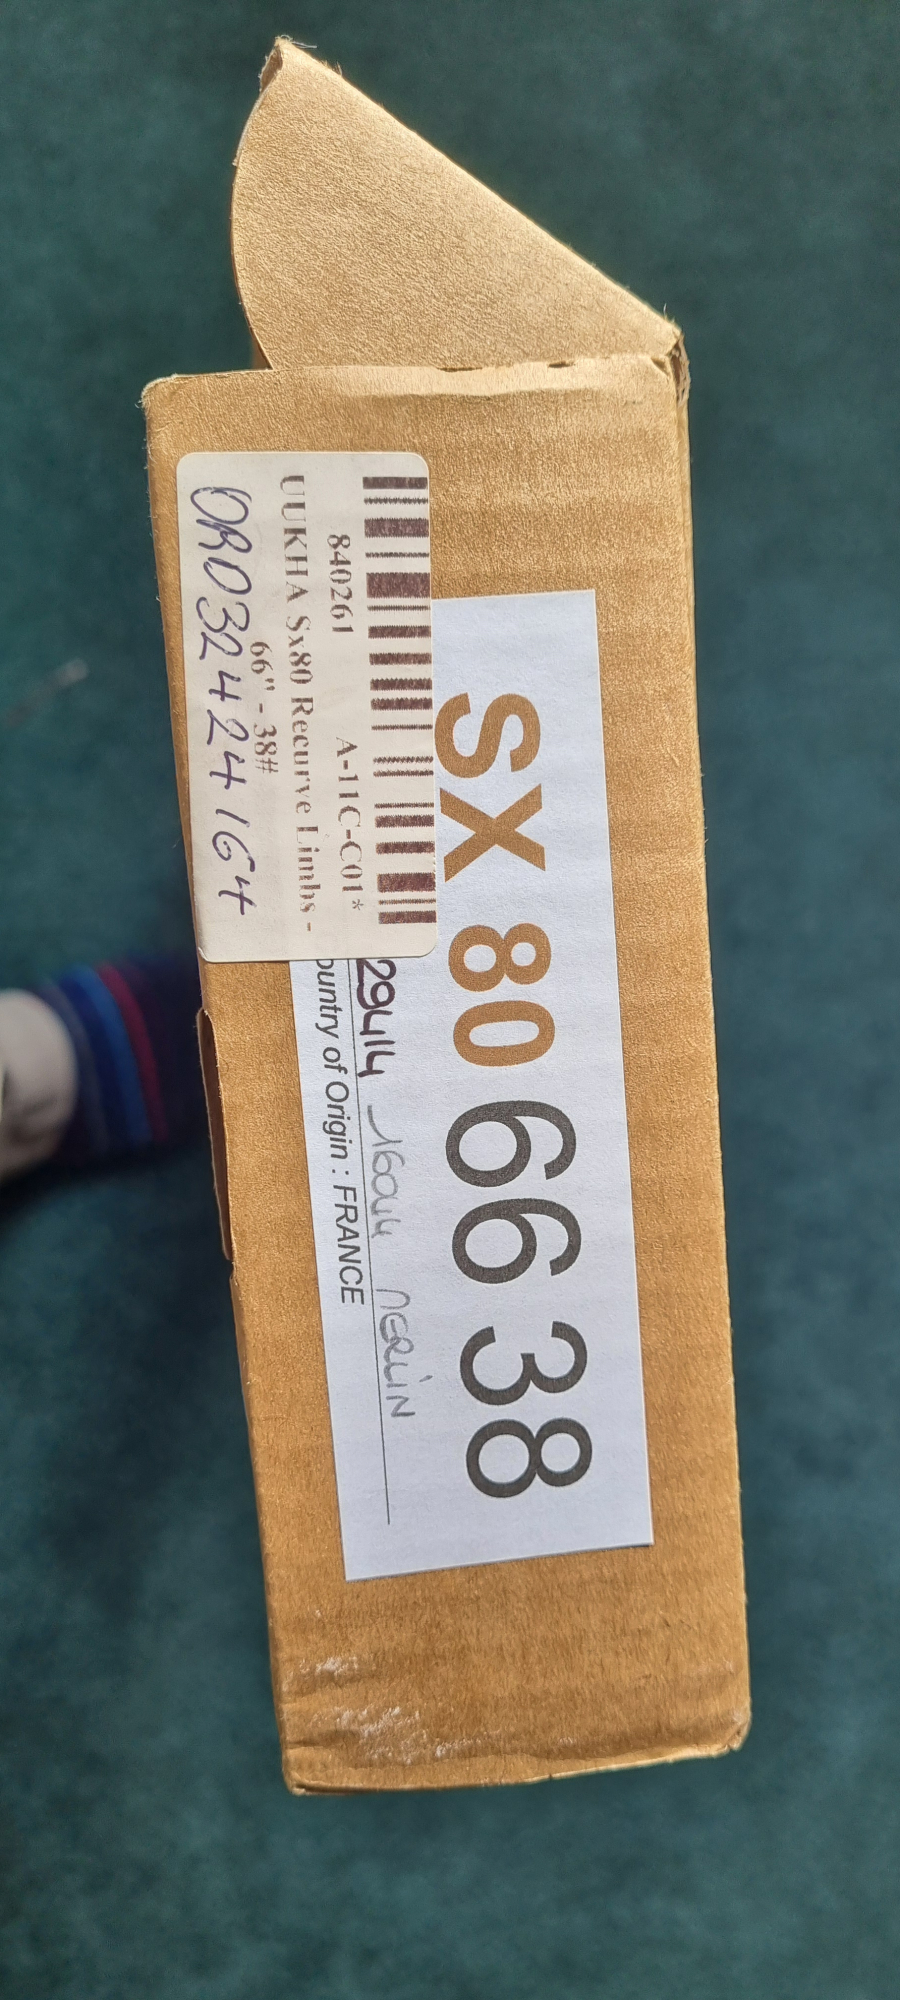 840261 A-11C-C01*
UUKHA Sx80 Recurve Limbs -
66" - 38#
OR032424164
SX 80 66 38
29414 16044 MERLIN
ountry of Origin : FRANCE